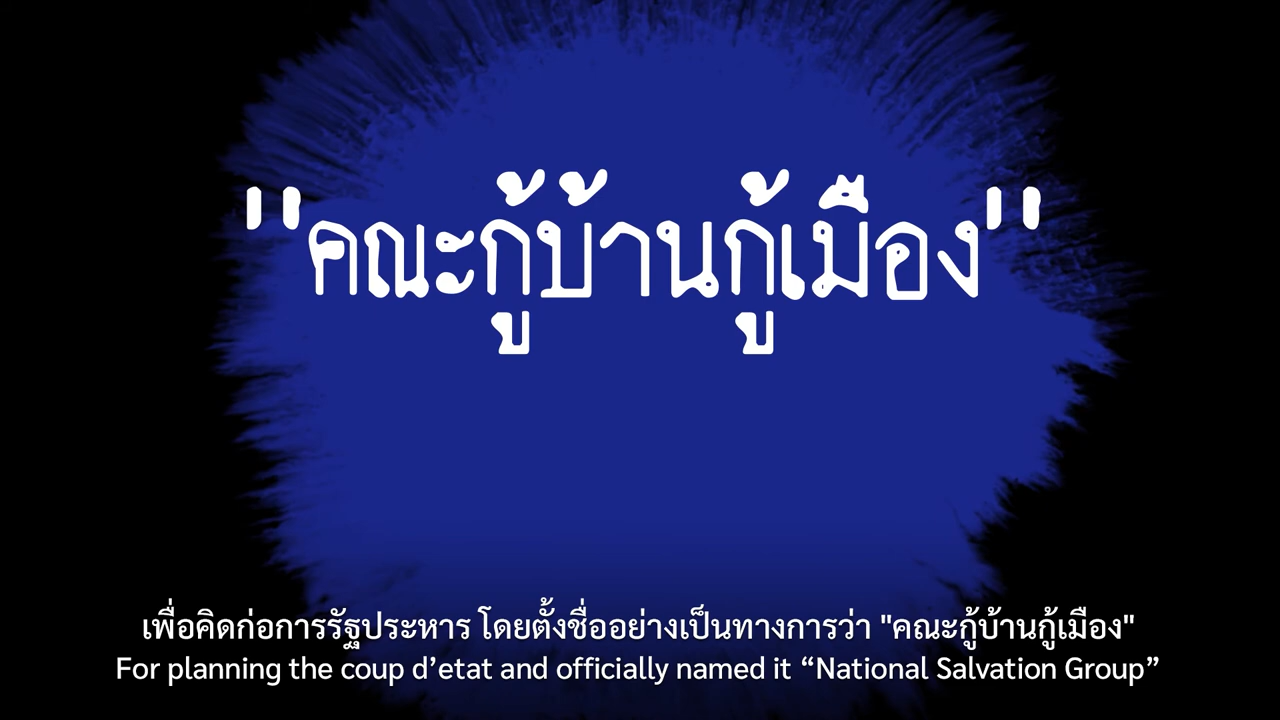 "คณะกู้บ้านกู้เมือง"
เพื่อคิดก่อการรัฐประหาร โดยตั้งชื่ออย่างเป็นทางการว่า "คณะกู้บ้านกู้เมือง"
For planning the coup d’etat and officially named it “National Salvation Group”